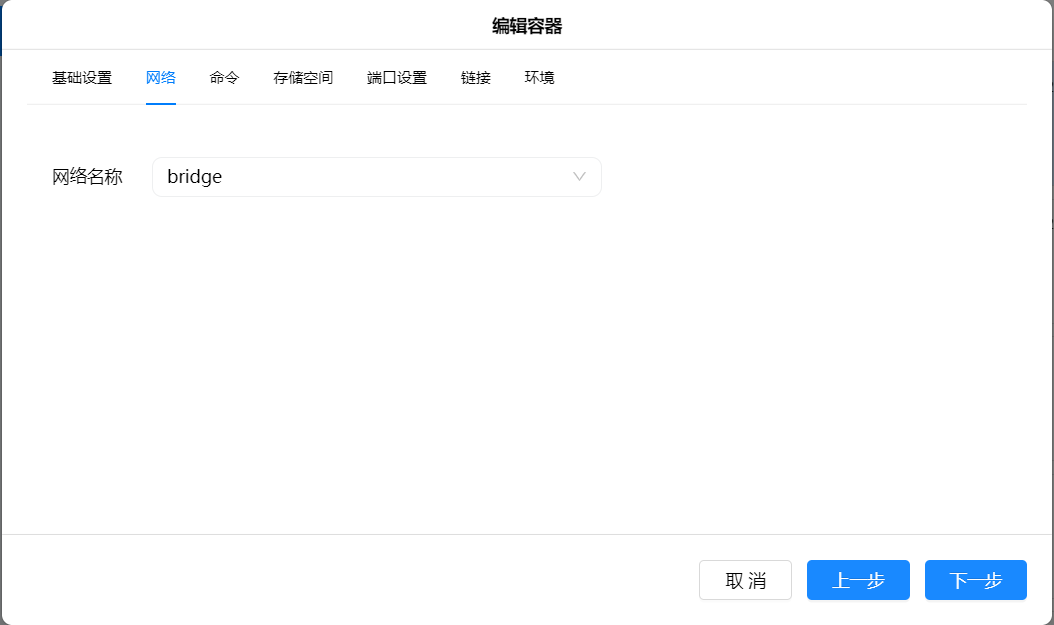 编辑容器
基础设置 网络 命令 存储空间 端口设置 链接 环境
网络名称 bridge
取 消 上一步 下一步